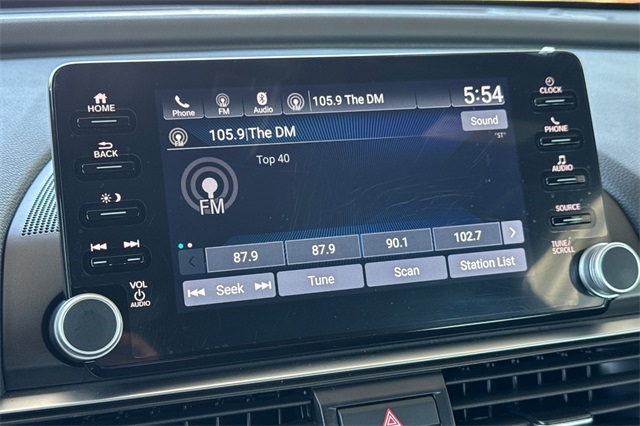 HOME
BACK
VOL
AUDIO
Phone
FM
Audio
105.9 The DM
5:54
105.9|The DM
Sound
Top 40
"ST"
FM
87.9
87.9
90.1
102.7
Seek
Tune
Scan
Station List
CLOCK
PHONE
AUDIO
SOURCE
TUNE/
SCROLL